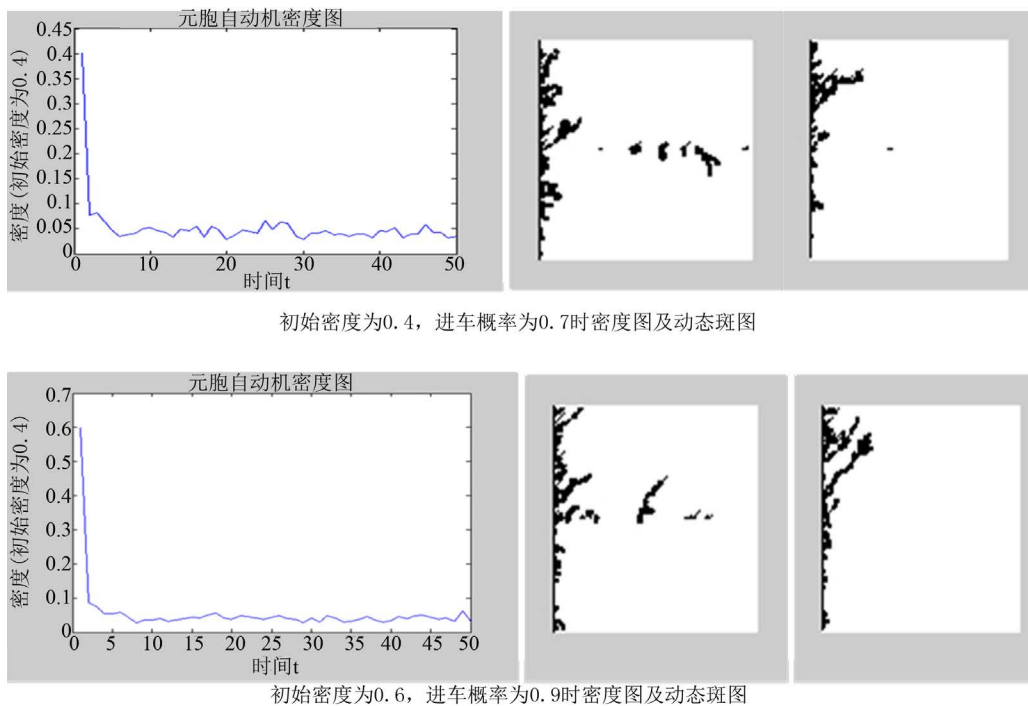 元胞自动机密度图
密度(初始密度为0.4)
0.45
0.4
0.35
0.3
0.25
0.2
0.15
0.1
0.05
0
0 10 20 30 40 50
时间t
初始密度为0.4，进车概率为0.7时密度图及动态斑图
元胞自动机密度图
密度(初始密度为0.4)
0.7
0.6
0.5
0.4
0.3
0.2
0.1
0
0 5 10 15 20 25 30 35 40 45 50
时间t
初始密度为0.6，进车概率为0.9时密度图及动态斑图